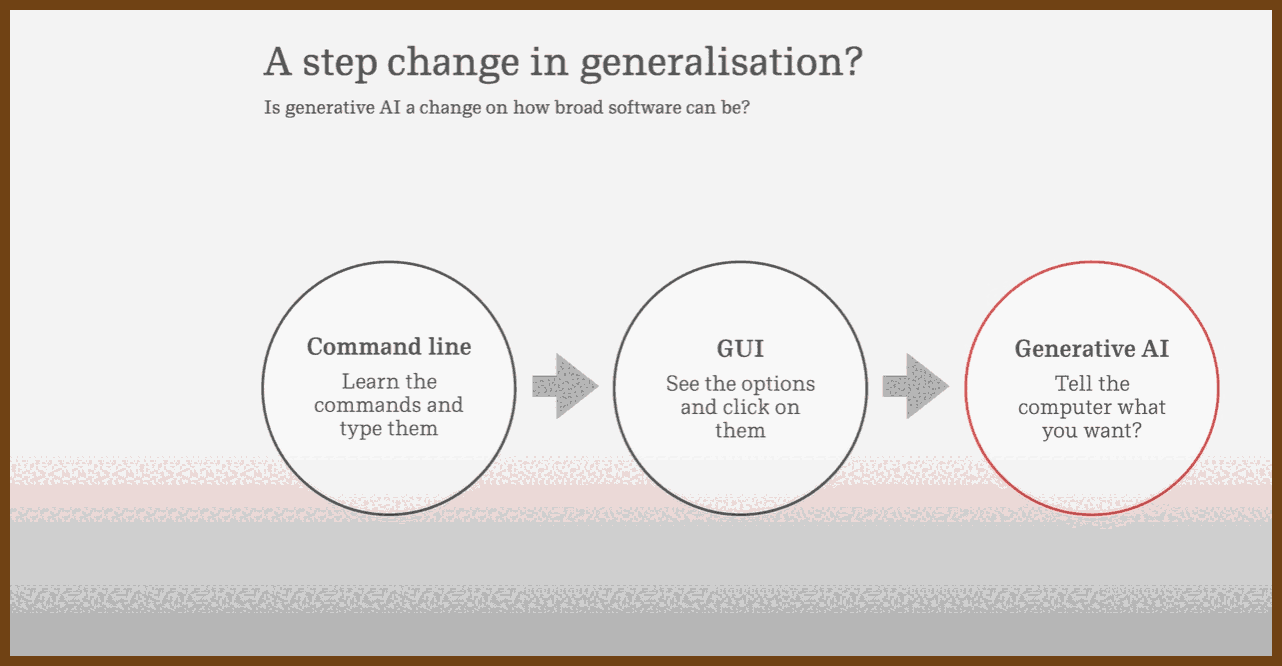 A step change in generalisation?
Is generative AI a change on how broad software can be?
Command line
Learn the
commands and
type them
GUI
See the options
and click on
them
Generative AI
Tell the
computer what
you want?